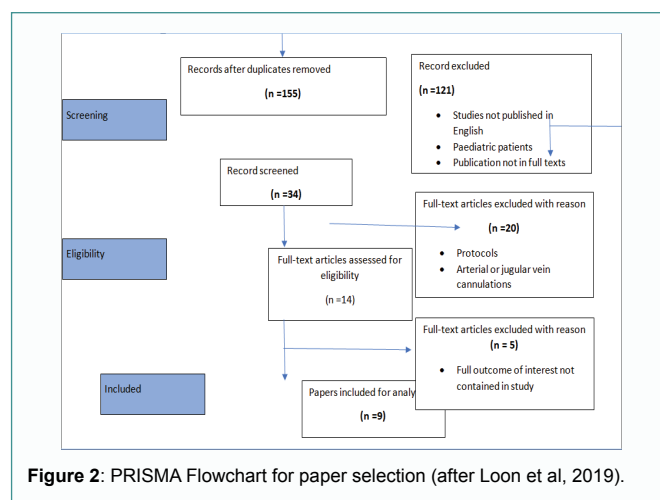 Records after duplicates removed
(n =155)
Record excluded
(n =121)
• Studies not published in
English
• Paediatric patients
• Publication not in full texts
Screening
Record screened
(n =34)
Full-text articles excluded with reason
(n =20)
• Protocols
• Arterial or jugular vein
cannulations
Eligibility
Full-text articles assessed for
eligibility
(n =14)
Full-text articles excluded with reason
(n = 5)
• Full outcome of interest not
contained in study
Included
Papers included for analy
(n =9)
Figure 2: PRISMA Flowchart for paper selection (after Loon et al, 2019).